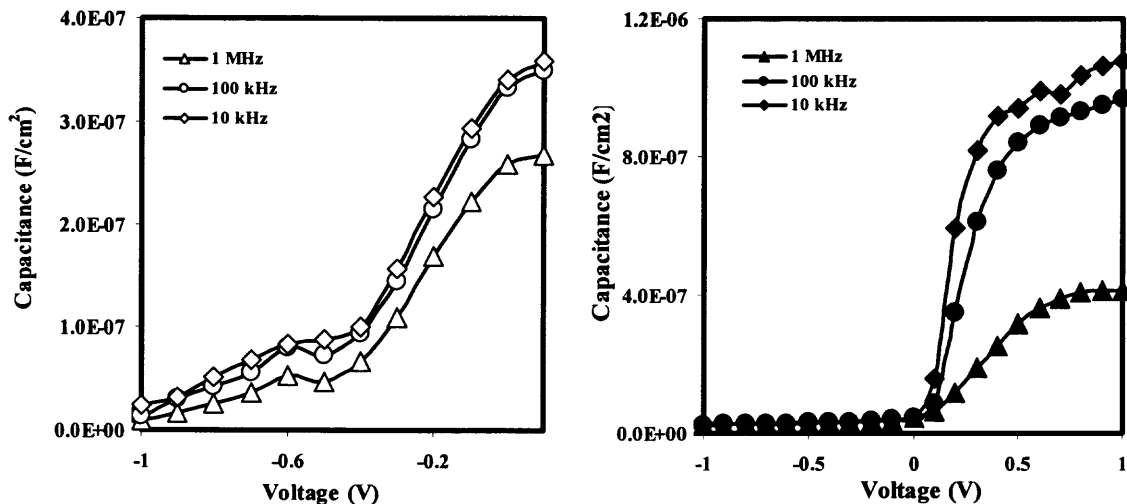 4.0E-07
3.0E-07
2.0E-07
1.0E-07
0.0E+00
Capacitance (F/cm²)
1 MHz
100 kHz
10 kHz
-1
-0.6
-0.2
Voltage (V)
1.2E-06
8.0E-07
4.0E-07
0.0E+00
Capacitance (F/cm2)
1 MHz
100 kHz
10 kHz
-1
-0.5
0
0.5
1
Voltage (V)